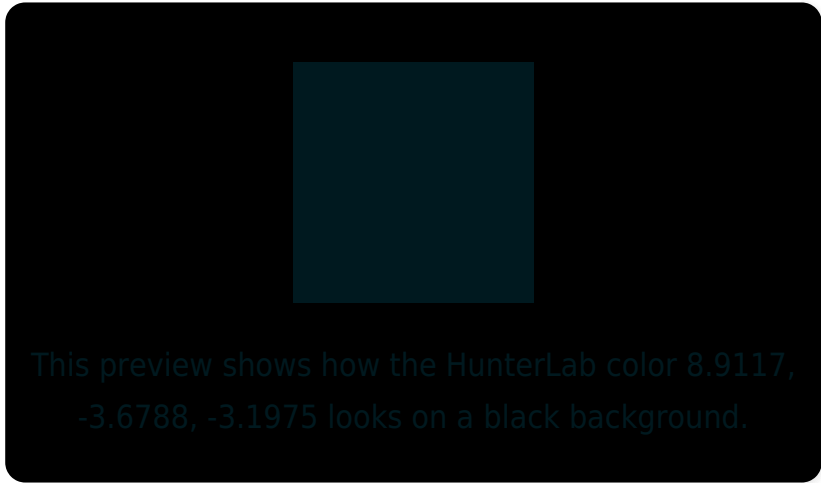 This preview shows how the HunterLab color 8.9117,
-3.6788, -3.1975 looks on a black background.